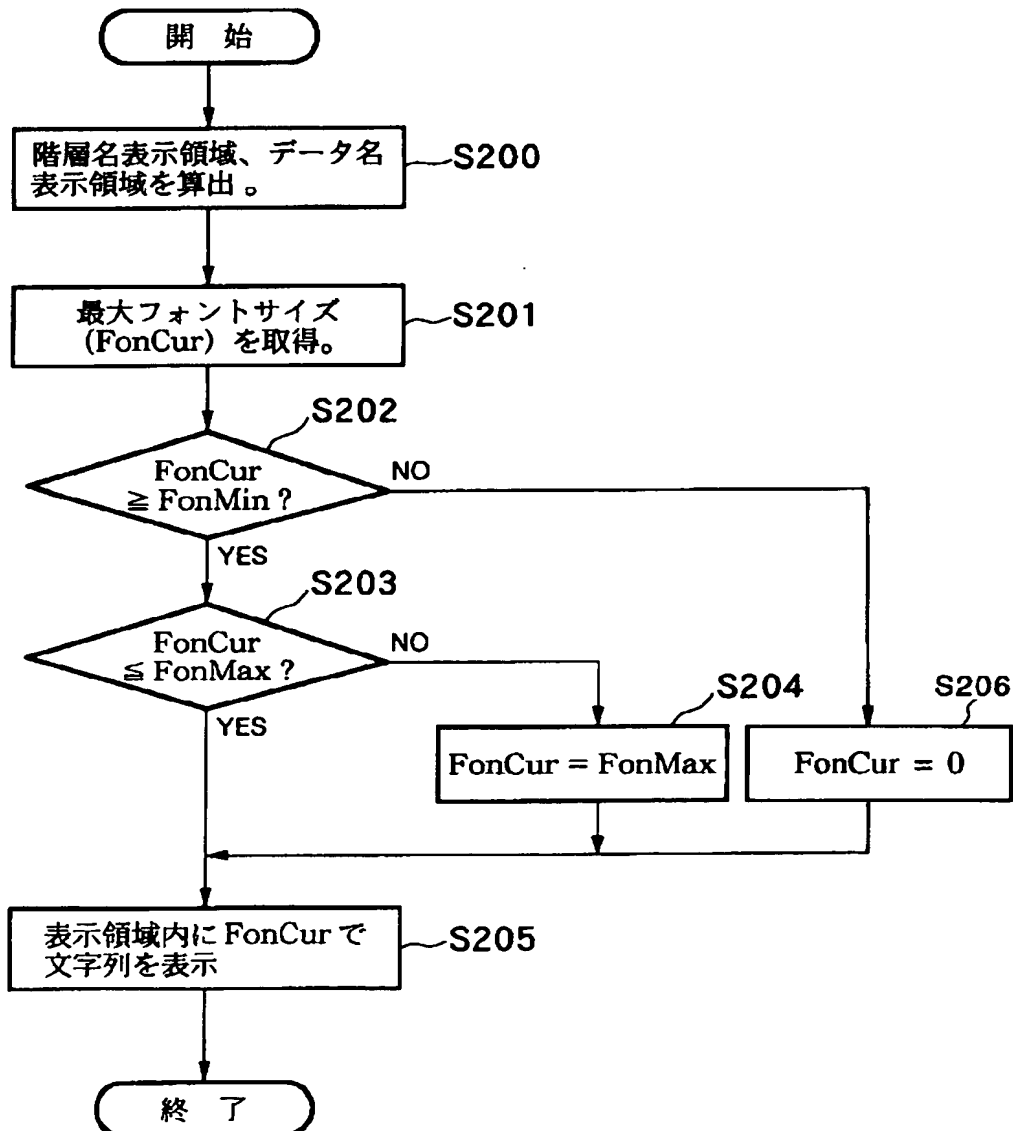 開 始
階層名表示領域、データ名
表示領域を算出。
S200
最大フォントサイズ
(FonCur) を取得。
S201
S202
FonCur
≧ FonMin ?
NO
YES
S203
FonCur
≦ FonMax ?
NO
YES
S204
FonCur = FonMax
S206
FonCur = 0
表示領域内に FonCur で
文字列を表示
S205
終 了